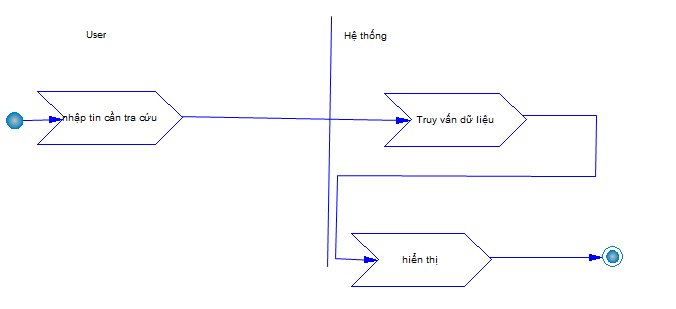 User
Hệ thống
nhập tin cần tra cứu
Truy vấn dữ liệu
hiển thị